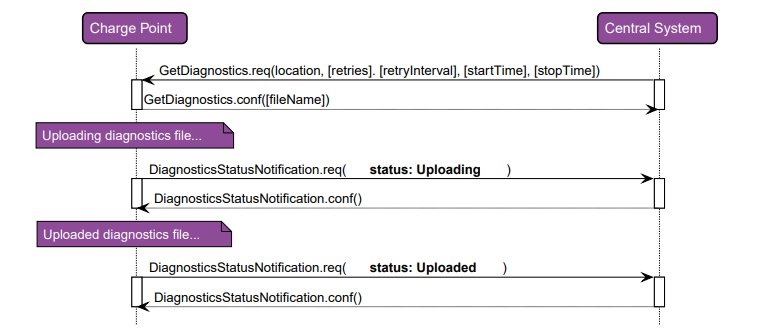 Charge Point
Central System
GetDiagnostics.req(location, [retries]. [retryInterval], [startTime], [stopTime])
GetDiagnostics.conf([fileName])
Uploading diagnostics file...
DiagnosticsStatusNotification.req( status: Uploading )
DiagnosticsStatusNotification.conf()
Uploaded diagnostics file...
DiagnosticsStatusNotification.req( status: Uploaded )
DiagnosticsStatusNotification.conf()